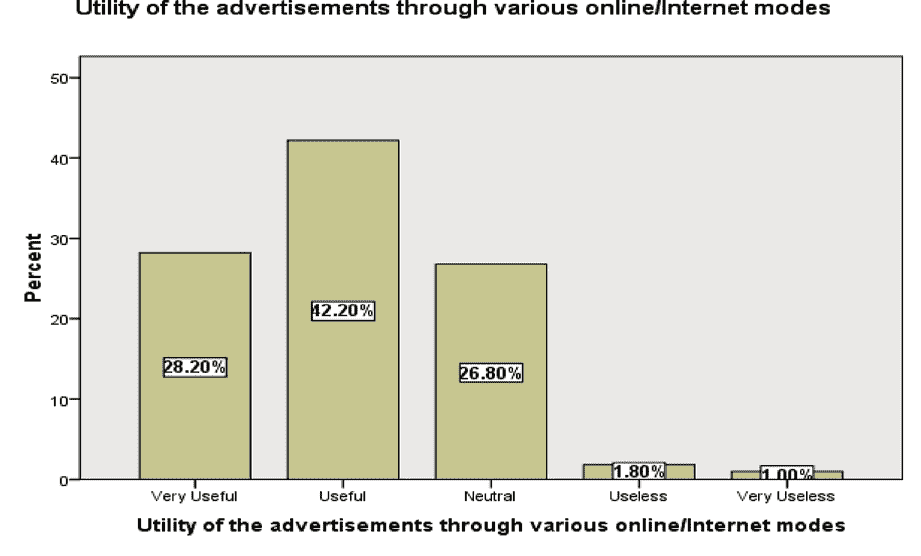 Utility of the advertisements through various online/Internet modes
50
40
30
20
10
0
Percent
28.20%
42.20%
26.80%
1.80%
1.00%
Very Useful
Useful
Neutral
Useless
Very Useless
Utility of the advertisements through various online/Internet modes